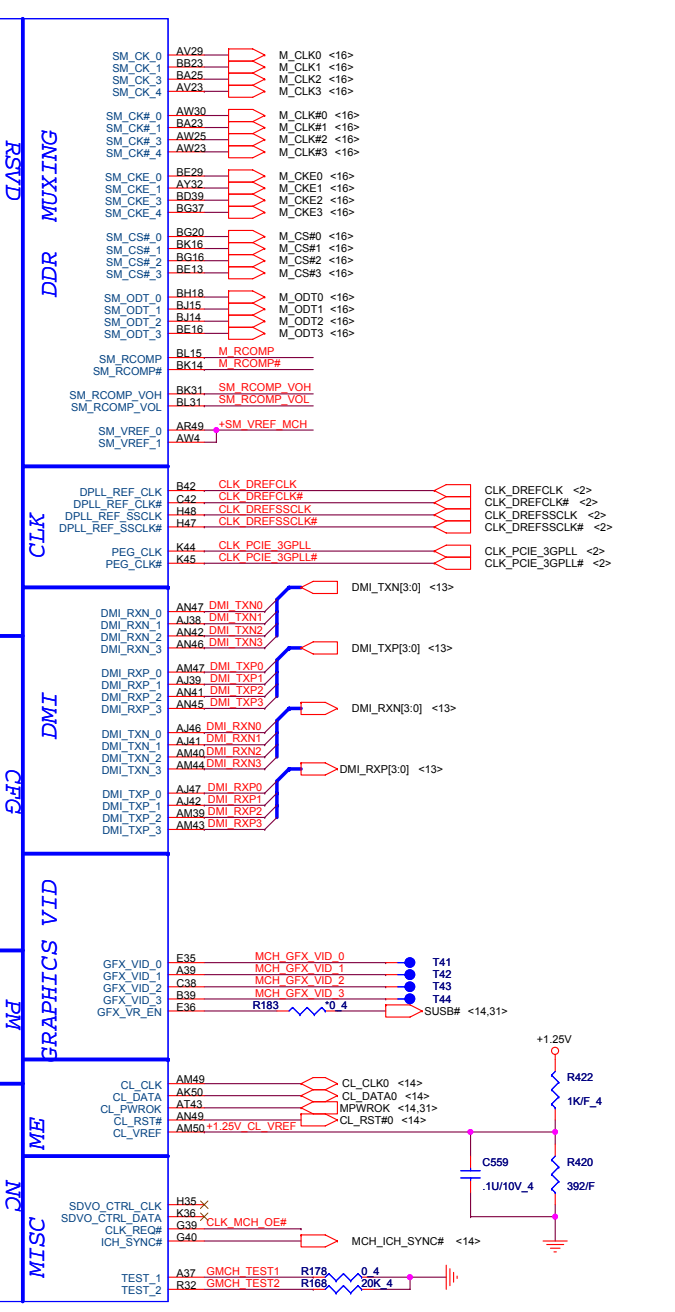 RSVD
CFG
PM
NC
DDR MUXING
SM_CK_0 AV29 M_CLK0 <16>
SM_CK_1 BB23 M_CLK1 <16>
SM_CK_3 BA25 M_CLK2 <16>
SM_CK_4 AV23 M_CLK3 <16>
SM_CK#_0 AW30 M_CLK#0 <16>
SM_CK#_1 BA23 M_CLK#1 <16>
SM_CK#_3 AW25 M_CLK#2 <16>
SM_CK#_4 AW23 M_CLK#3 <16>
SM_CKE_0 BE29 M_CKE0 <16>
SM_CKE_1 AY32 M_CKE1 <16>
SM_CKE_3 BD39 M_CKE2 <16>
SM_CKE_4 BG37 M_CKE3 <16>
SM_CS#_0 BG20 M_CS#0 <16>
SM_CS#_1 BK16 M_CS#1 <16>
SM_CS#_2 BG16 M_CS#2 <16>
SM_CS#_3 BE13 M_CS#3 <16>
SM_ODT_0 BH18 M_ODT0 <16>
SM_ODT_1 BJ15 M_ODT1 <16>
SM_ODT_2 BJ14 M_ODT2 <16>
SM_ODT_3 BE16 M_ODT3 <16>
SM_RCOMP BL15 M_RCOMP
SM_RCOMP# BK14 M_RCOMP#
SM_RCOMP_VOH BK31 SM_RCOMP_VOH
SM_RCOMP_VOL BL31 SM_RCOMP_VOL
SM_VREF_0 AR49 +SM_VREF_MCH
SM_VREF_1 AW4
CLK
DPLL_REF_CLK B42 CLK_DREFCLK CLK_DREFCLK <2>
DPLL_REF_CLK# C42 CLK_DREFCLK# CLK_DREFCLK# <2>
DPLL_REF_SSCLK H48 CLK_DREFSSCLK CLK_DREFSSCLK <2>
DPLL_REF_SSCLK# H47 CLK_DREFSSCLK# CLK_DREFSSCLK# <2>
PEG_CLK K44 CLK_PCIE_3GPLL CLK_PCIE_3GPLL <2>
PEG_CLK# K45 CLK_PCIE_3GPLL# CLK_PCIE_3GPLL# <2>
DMI
DMI_TXN[3:0] <13>
DMI_RXN_0 AN47 DMI_TXN0
DMI_RXN_1 AJ38 DMI_TXN1
DMI_RXN_2 AN42 DMI_TXN2
DMI_RXN_3 AN46 DMI_TXN3
DMI_TXP[3:0] <13>
DMI_RXP_0 AM47 DMI_TXP0
DMI_RXP_1 AJ39 DMI_TXP1
DMI_RXP_2 AN41 DMI_TXP2
DMI_RXP_3 AN45 DMI_TXP3
DMI_RXN[3:0] <13>
DMI_TXN_0 AJ46 DMI_RXN0
DMI_TXN_1 AJ41 DMI_RXN1
DMI_TXN_2 AM40 DMI_RXN2
DMI_TXN_3 AM44 DMI_RXN3
DMI_RXP[3:0] <13>
DMI_TXP_0 AJ47 DMI_RXP0
DMI_TXP_1 AJ42 DMI_RXP1
DMI_TXP_2 AM39 DMI_RXP2
DMI_TXP_3 AM43 DMI_RXP3
GRAPHICS VID
GFX_VID_0 E35 MCH_GFX_VID_0 T41
GFX_VID_1 A39 MCH_GFX_VID_1 T42
GFX_VID_2 C38 MCH_GFX_VID_2 T43
GFX_VID_3 B39 MCH_GFX_VID_3 T44
GFX_VR_EN E36 R183 *0_4 SUSB# <14,31>
ME
CL_CLK AM49 CL_CLK0 <14>
CL_DATA AK50 CL_DATA0 <14>
CL_PWROK AT43 MPWROK <14,31>
CL_RST# AN49 CL_RST#0 <14>
CL_VREF AM50 +1.25V_CL_VREF
+1.25V
R422
1K/F_4
C559
.1U/10V_4
R420
392/F
MISC
SDVO_CTRL_CLK H35
SDVO_CTRL_DATA K36
CLK_REQ# G39 CLK_MCH_OE#
ICH_SYNC# G40 MCH_ICH_SYNC# <14>
TEST_1 A37 GMCH_TEST1 R178 0_4
TEST_2 R32 GMCH_TEST2 R168 20K_4